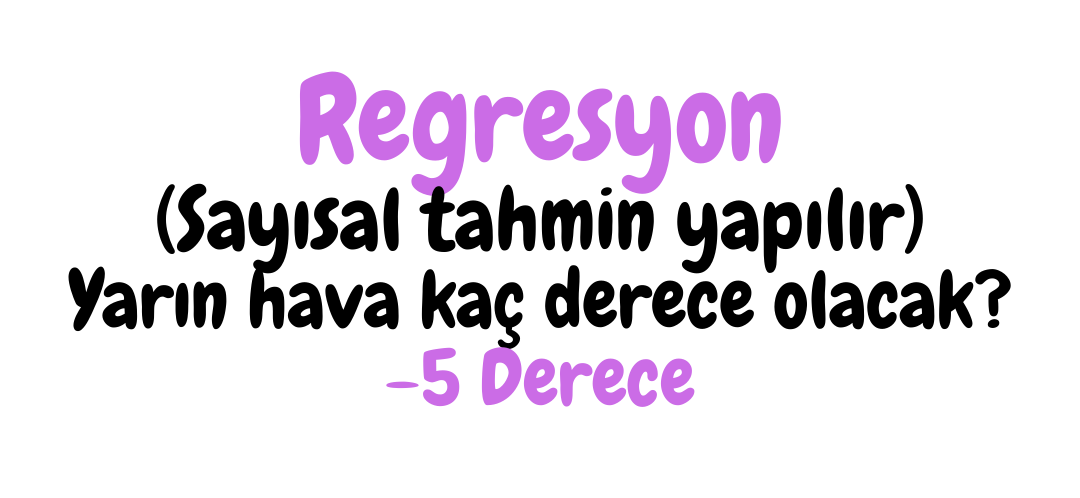 Regresyon
(Sayısal tahmin yapılır)
Yarın hava kaç derece olacak?
-5 Derece